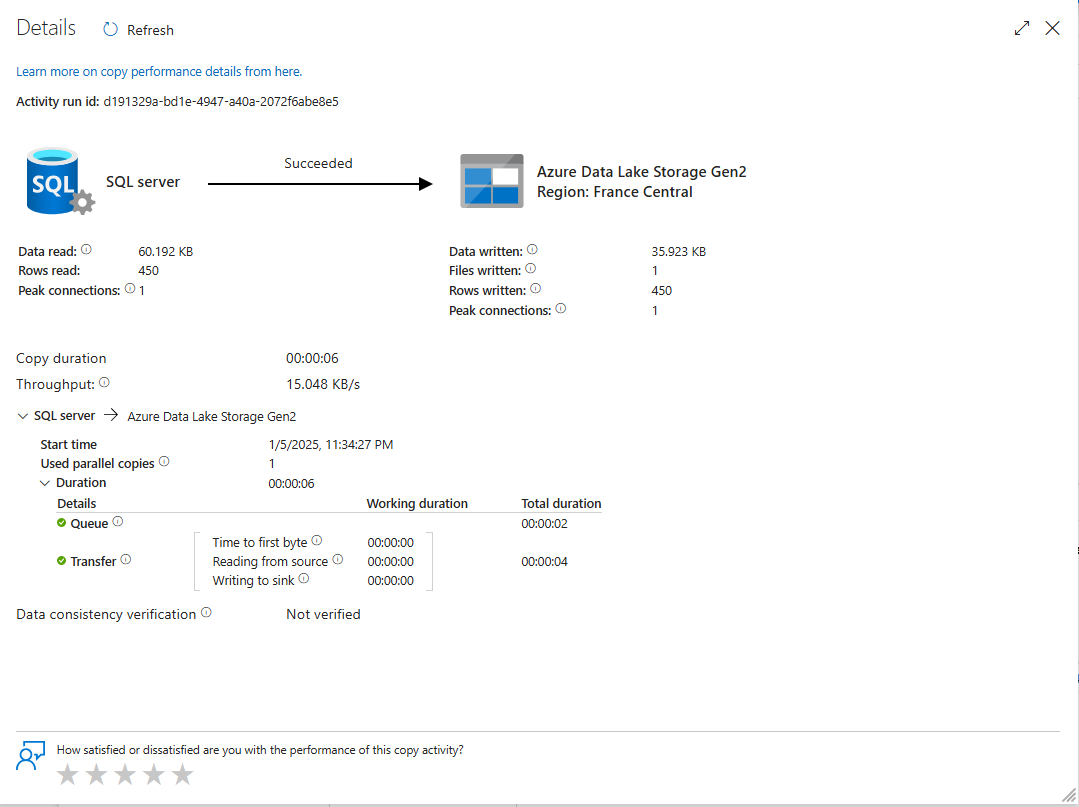 Details Refresh
Learn more on copy performance details from here.
Activity run id: d191329a-bd1e-4947-a40a-2072f6abe8e5
Succeeded
SQL
SQL server
Azure Data Lake Storage Gen2
Region: France Central
Data read: 60.192 KB
Rows read: 450
Peak connections: 1
Data written: 35.923 KB
Files written: 1
Rows written: 450
Peak connections: 1
Copy duration 00:00:06
Throughput: 15.048 KB/s
SQL server → Azure Data Lake Storage Gen2
Start time 1/5/2025, 11:34:27 PM
Used parallel copies 1
Duration 00:00:06
Details Working duration Total duration
Queue 00:00:02
Time to first byte 00:00:00
Transfer Reading from source 00:00:00 00:00:04
Writing to sink 00:00:00
Data consistency verification Not verified
How satisfied or dissatisfied are you with the performance of this copy activity?